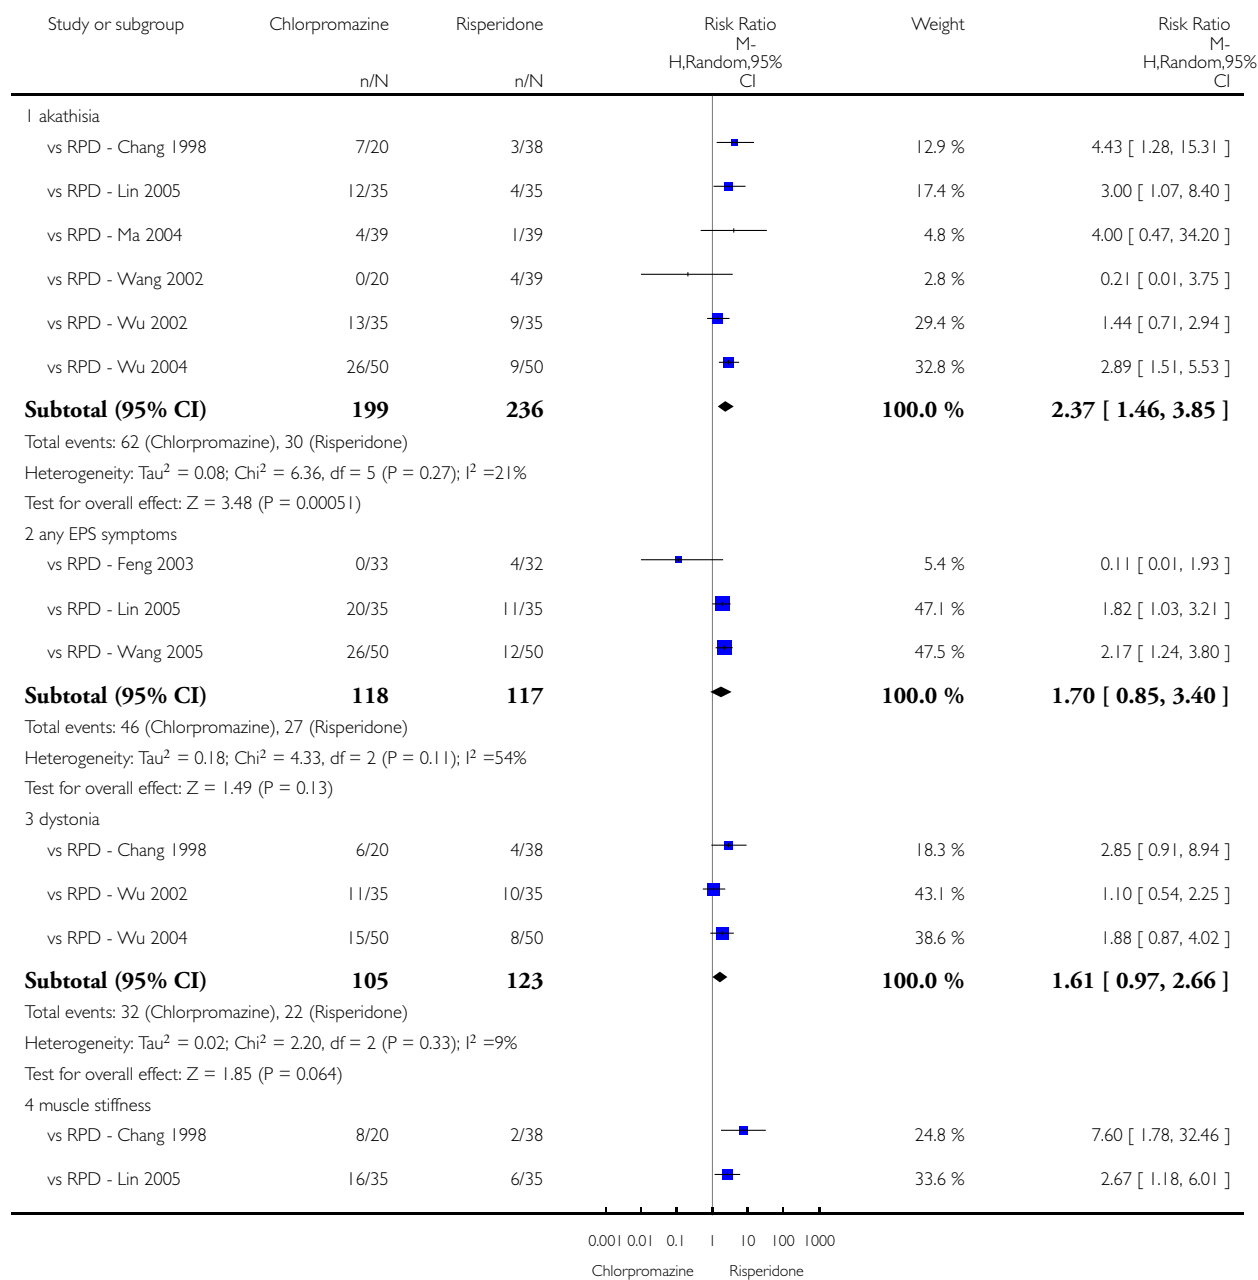 Study or subgroup Chlorpromazine Risperidone Risk Ratio Weight Risk Ratio
M- M-
H,Random,95% H,Random,95%
n/N n/N CI CI
1 akathisia
vs RPD - Chang 1998 7/20 3/38 12.9 % 4.43 [ 1.28, 15.31 ]
vs RPD - Lin 2005 12/35 4/35 17.4 % 3.00 [ 1.07, 8.40 ]
vs RPD - Ma 2004 4/39 1/39 4.8 % 4.00 [ 0.47, 34.20 ]
vs RPD - Wang 2002 0/20 4/39 2.8 % 0.21 [ 0.01, 3.75 ]
vs RPD - Wu 2002 13/35 9/35 29.4 % 1.44 [ 0.71, 2.94 ]
vs RPD - Wu 2004 26/50 9/50 32.8 % 2.89 [ 1.51, 5.53 ]
Subtotal (95% CI) 199 236 100.0 % 2.37 [ 1.46, 3.85 ]
Total events: 62 (Chlorpromazine), 30 (Risperidone)
Heterogeneity: Tau² = 0.08; Chi² = 6.36, df = 5 (P = 0.27); I² =21%
Test for overall effect: Z = 3.48 (P = 0.00051)
2 any EPS symptoms
vs RPD - Feng 2003 0/33 4/32 5.4 % 0.11 [ 0.01, 1.93 ]
vs RPD - Lin 2005 20/35 11/35 47.1 % 1.82 [ 1.03, 3.21 ]
vs RPD - Wang 2005 26/50 12/50 47.5 % 2.17 [ 1.24, 3.80 ]
Subtotal (95% CI) 118 117 100.0 % 1.70 [ 0.85, 3.40 ]
Total events: 46 (Chlorpromazine), 27 (Risperidone)
Heterogeneity: Tau² = 0.18; Chi² = 4.33, df = 2 (P = 0.11); I² =54%
Test for overall effect: Z = 1.49 (P = 0.13)
3 dystonia
vs RPD - Chang 1998 6/20 4/38 18.3 % 2.85 [ 0.91, 8.94 ]
vs RPD - Wu 2002 11/35 10/35 43.1 % 1.10 [ 0.54, 2.25 ]
vs RPD - Wu 2004 15/50 8/50 38.6 % 1.88 [ 0.87, 4.02 ]
Subtotal (95% CI) 105 123 100.0 % 1.61 [ 0.97, 2.66 ]
Total events: 32 (Chlorpromazine), 22 (Risperidone)
Heterogeneity: Tau² = 0.02; Chi² = 2.20, df = 2 (P = 0.33); I² =9%
Test for overall effect: Z = 1.85 (P = 0.064)
4 muscle stiffness
vs RPD - Chang 1998 8/20 2/38 24.8 % 7.60 [ 1.78, 32.46 ]
vs RPD - Lin 2005 16/35 6/35 33.6 % 2.67 [ 1.18, 6.01 ]
0.001 0.01 0.1 1 10 100 1000
Chlorpromazine Risperidone